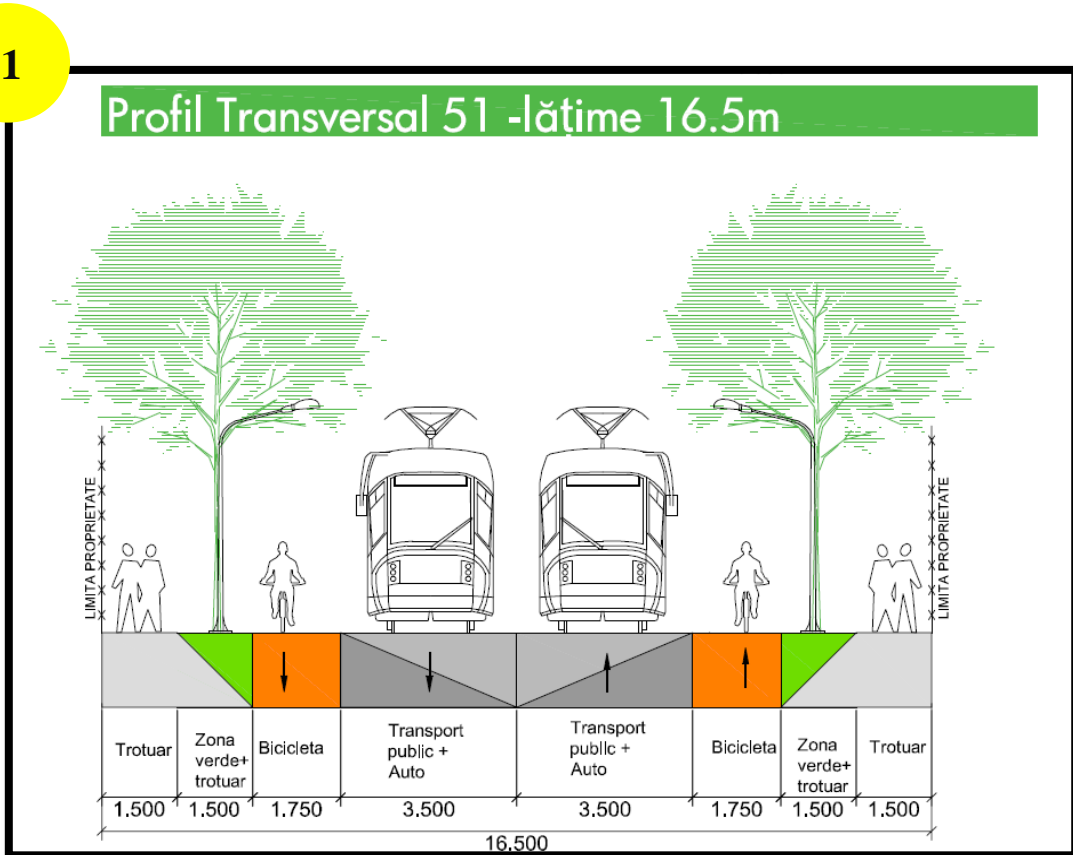 1
Profil Transversal 51 -lățime 16.5m
LIMITA PROPRIETATE
LIMITA PROPRIETATE
Trotuar
Zona
verde+
trotuar
Bicicleta
Transport
public +
Auto
Transport
public +
Auto
Bicicleta
Zona
verde+
trotuar
Trotuar
1.500 1.500 1.750 3.500 3.500 1.750 1.500 1.500
16.500